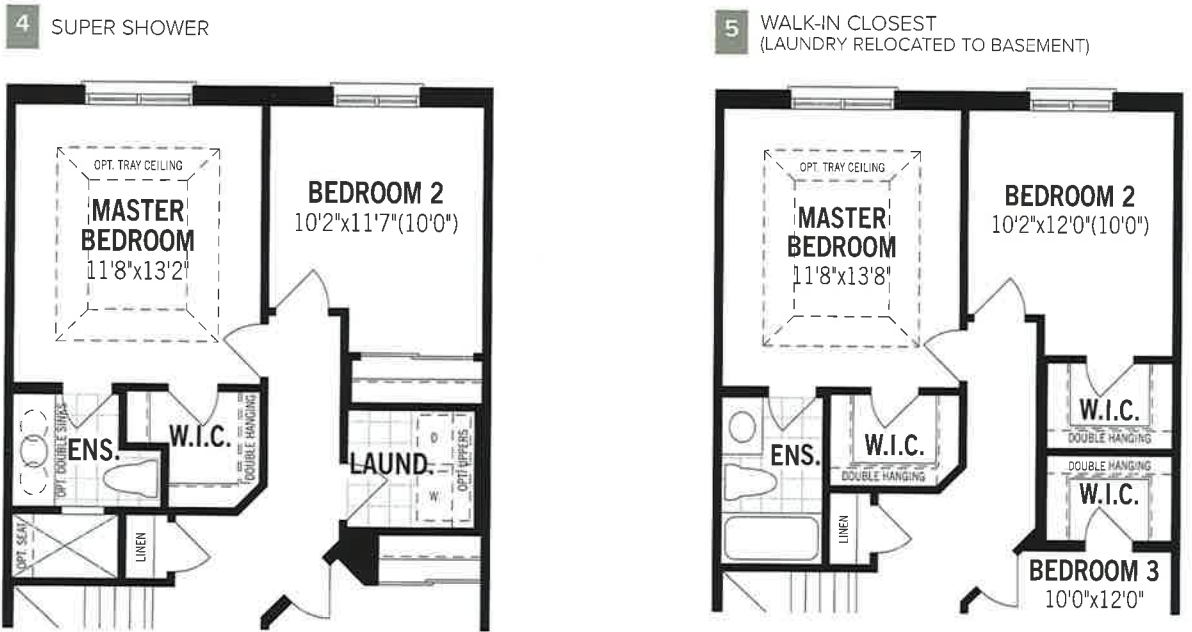 4 SUPER SHOWER
OPT. TRAY CEILING
MASTER
BEDROOM
11'8"x13'2"
BEDROOM 2
10'2"x11'7"(10'0")
OPT. DOUBLE SINKS
ENS.
W.I.C.
DOUBLE HANGING
LAUND.
D
W
OPT. UPPERS
OPT. SEAT
LINEN
5 WALK-IN CLOSEST
(LAUNDRY RELOCATED TO BASEMENT)
OPT. TRAY CEILING
MASTER
BEDROOM
11'8"x13'8"
BEDROOM 2
10'2"x12'0"(10'0")
ENS.
W.I.C.
DOUBLE HANGING
W.I.C.
DOUBLE HANGING
DOUBLE HANGING
W.I.C.
LINEN
BEDROOM 3
10'0"x12'0"